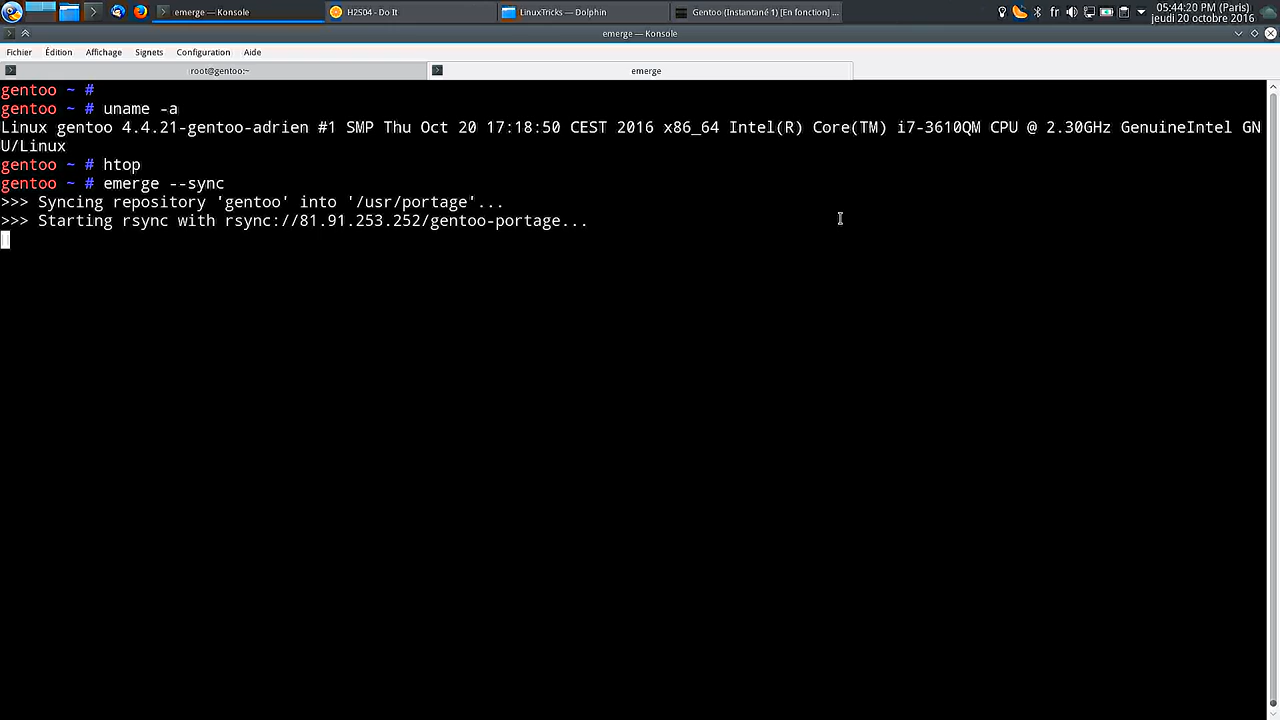 emerge — Konsole
H2S04 - Do It
LinuxTricks — Dolphin
Gentoo (Instantané 1) [En fonction] ...
fr
05:44:20 PM (Paris)
jeudi 20 octobre 2016
emerge — Konsole
Fichier Édition Affichage Signets Configuration Aide
root@gentoo:~
emerge
gentoo ~ #
gentoo ~ # uname -a
Linux gentoo 4.4.21-gentoo-adrien #1 SMP Thu Oct 20 17:18:50 CEST 2016 x86_64 Intel(R) Core(TM) i7-3610QM CPU @ 2.30GHz GenuineIntel GN
U/Linux
gentoo ~ # htop
gentoo ~ # emerge --sync
>>> Syncing repository 'gentoo' into '/usr/portage'...
>>> Starting rsync with rsync://81.91.253.252/gentoo-portage...